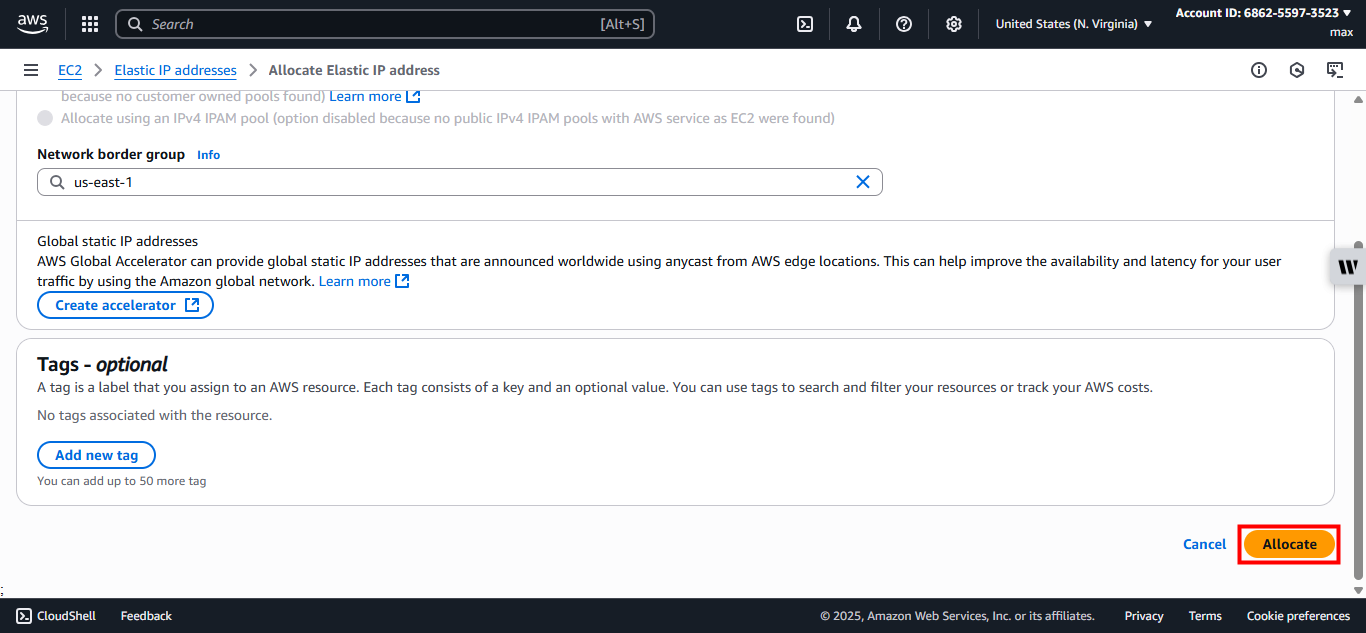 aws
Search
[Alt+S]
United States (N. Virginia)
Account ID: 6862-5597-3523
max
EC2
Elastic IP addresses
Allocate Elastic IP address
because no customer owned pools found) Learn more
Allocate using an IPv4 IPAM pool (option disabled because no public IPv4 IPAM pools with AWS service as EC2 were found)
Network border group Info
us-east-1
Global static IP addresses
AWS Global Accelerator can provide global static IP addresses that are announced worldwide using anycast from AWS edge locations. This can help improve the availability and latency for your user
traffic by using the Amazon global network. Learn more
Create accelerator
W
Tags - optional
A tag is a label that you assign to an AWS resource. Each tag consists of a key and an optional value. You can use tags to search and filter your resources or track your AWS costs.
No tags associated with the resource.
Add new tag
You can add up to 50 more tag
Cancel
Allocate
;
CloudShell
Feedback
© 2025, Amazon Web Services, Inc. or its affiliates.
Privacy
Terms
Cookie preferences